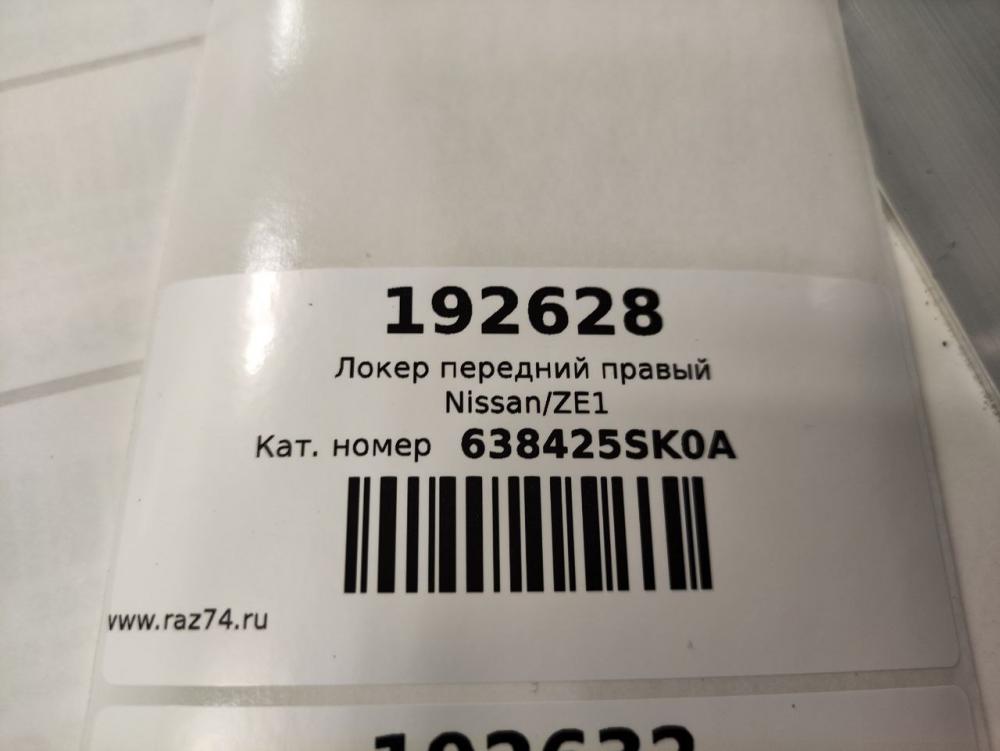 192628
Локер передний правый
Nissan/ZE1
Кат. номер 638425SK0A
www.raz74.ru